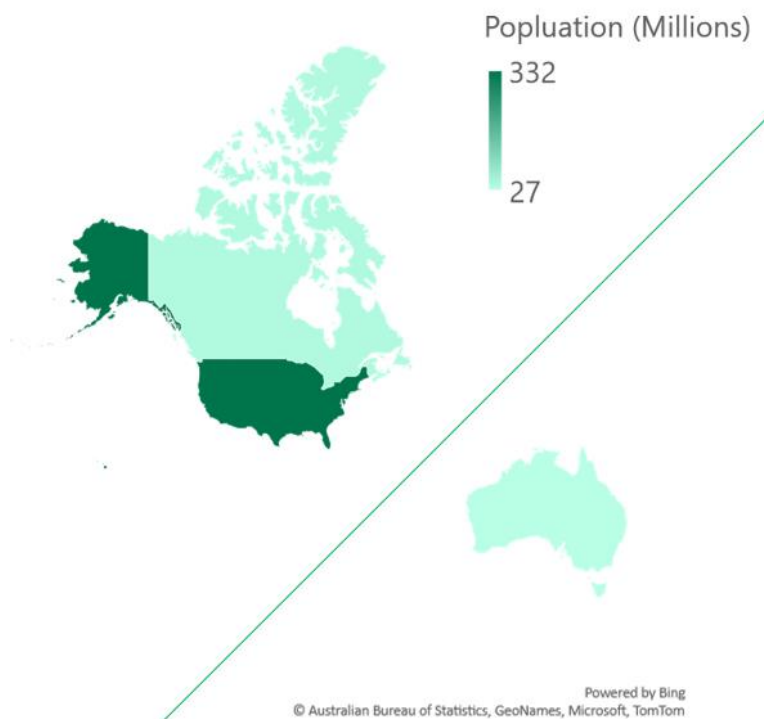 Popluation (Millions)
332
27
Powered by Bing
© Australian Bureau of Statistics, GeoNames, Microsoft, TomTom